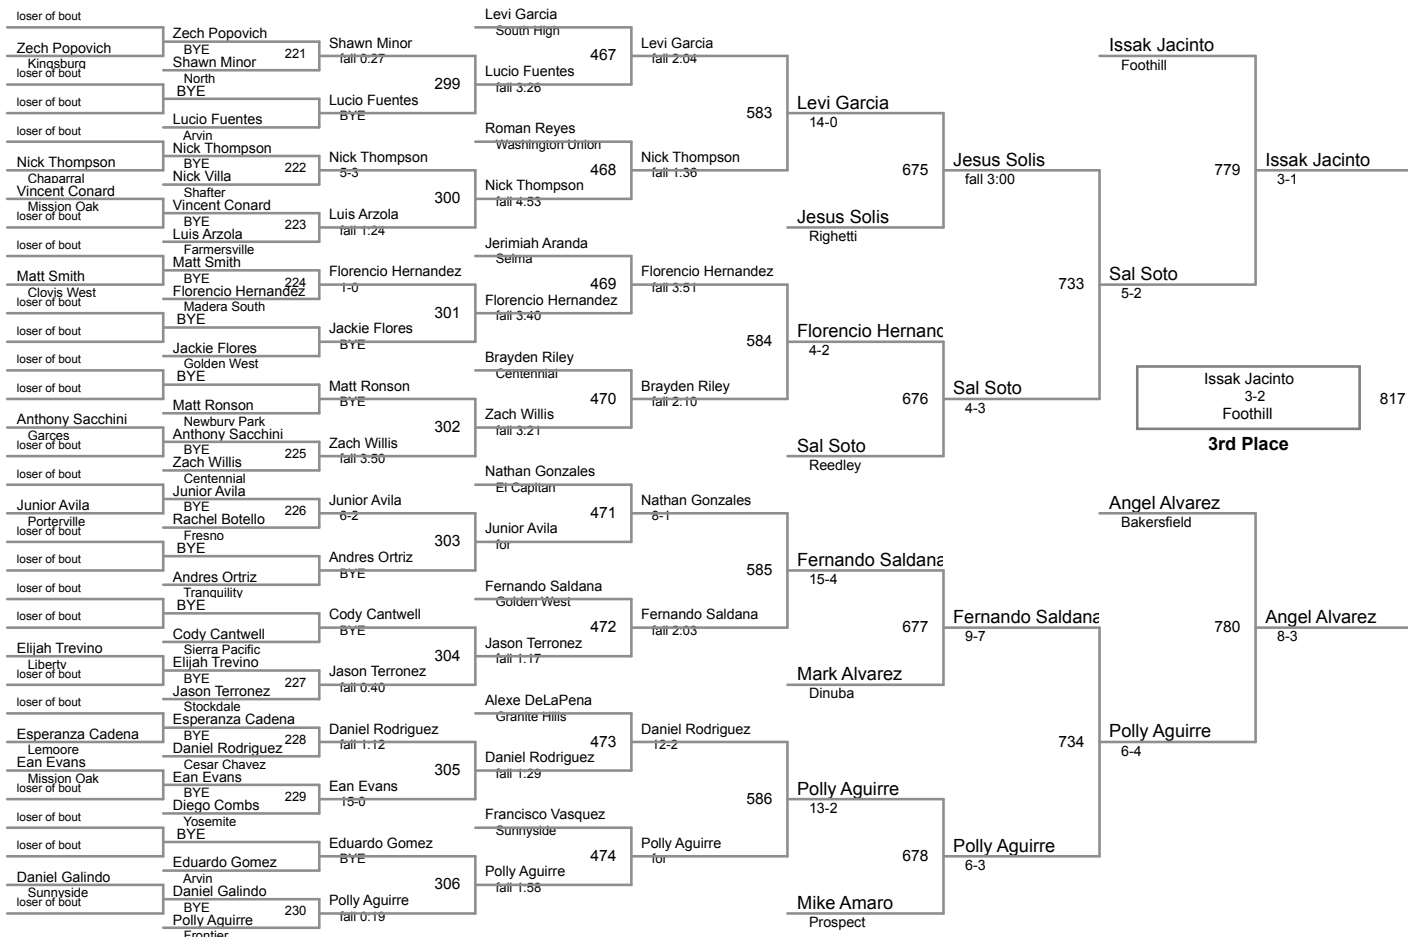 loser of bout
Zech Popovich
Kingsburg
loser of bout
loser of bout
loser of bout
Nick Thompson
Chaparral
Vincent Conard
Mission Oak
loser of bout
loser of bout
Matt Smith
Clovis West
loser of bout
loser of bout
loser of bout
loser of bout
Anthony Sacchini
Garces
loser of bout
loser of bout
Junior Avila
Porterville
loser of bout
loser of bout
loser of bout
loser of bout
Elijah Trevino
Liberty
loser of bout
loser of bout
Esperanza Cadena
Lemoore
Ean Evans
Mission Oak
loser of bout
loser of bout
loser of bout
Daniel Galindo
Sunnyside
loser of bout
Zech Popovich
BYE
221
Shawn Minor
North
BYE
Lucio Fuentes
Arvin
Nick Thompson
BYE
222
Nick Villa
Shafter
Vincent Conard
BYE
223
Luis Arzola
Farmersville
Matt Smith
BYE
224
Florencio Hernandez
Madera South
BYE
Jackie Flores
Golden West
BYE
Matt Ronson
Newbury Park
Anthony Sacchini
BYE
225
Zach Willis
Centennial
Junior Avila
BYE
226
Rachel Botello
Fresno
BYE
Andres Ortriz
Tranquility
BYE
Cody Cantwell
Sierra Pacific
Elijah Trevino
BYE
227
Jason Terronez
Stockdale
Esperanza Cadena
BYE
228
Daniel Rodriguez
Cesar Chavez
Ean Evans
BYE
229
Diego Combs
Yosemite
BYE
Eduardo Gomez
Arvin
Daniel Galindo
BYE
230
Polly Aguirre
Frontier
Shawn Minor
fall 0:27
299
Lucio Fuentes
BYE
Nick Thompson
5-3
300
Luis Arzola
fall 1:24
Florencio Hernandez
1-0
301
Jackie Flores
BYE
Matt Ronson
BYE
302
Zach Willis
fall 3:50
Junior Avila
6-2
303
Andres Ortriz
BYE
Cody Cantwell
BYE
304
Jason Terronez
fall 0:40
Daniel Rodriguez
fall 1:12
305
Ean Evans
15-0
Eduardo Gomez
BYE
306
Polly Aguirre
fall 0:19
Levi Garcia
South High
467
Lucio Fuentes
fall 3:26
Roman Reyes
Washington Union
468
Nick Thompson
fall 4:53
Jerimiah Aranda
Selma
469
Florencio Hernandez
fall 3:40
Brayden Riley
Centennial
470
Zach Willis
fall 3:21
Nathan Gonzales
El Capitan
471
Junior Avila
for
Fernando Saldana
Golden West
472
Jason Terronez
fall 1:17
Alexe DeLaPena
Granite Hills
473
Daniel Rodriguez
fall 1:29
Francisco Vasquez
Sunnyside
474
Polly Aguirre
fall 1:58
Levi Garcia
fall 2:04
583
Nick Thompson
fall 1:36
Florencio Hernandez
fall 3:51
584
Brayden Riley
fall 2:10
Nathan Gonzales
8-1
585
Fernando Saldana
fall 2:03
Daniel Rodriguez
12-2
586
Polly Aguirre
for
Levi Garcia
14-0
675
Jesus Solis
Righetti
Florencio Hernanc
4-2
676
Sal Soto
Reedley
Fernando Saldana
15-4
677
Mark Alvarez
Dinuba
Polly Aguirre
13-2
678
Mike Amaro
Prospect
Jesus Solis
fall 3:00
733
Sal Soto
4-3
Fernando Saldana
9-7
734
Polly Aguirre
6-3
Issak Jacinto
Foothill
779
Sal Soto
5-2
Issak Jacinto
3-1
Issak Jacinto
3-2
Foothill
817
3rd Place
Angel Alvarez
Bakersfield
780
Polly Aguirre
6-4
Angel Alvarez
8-3